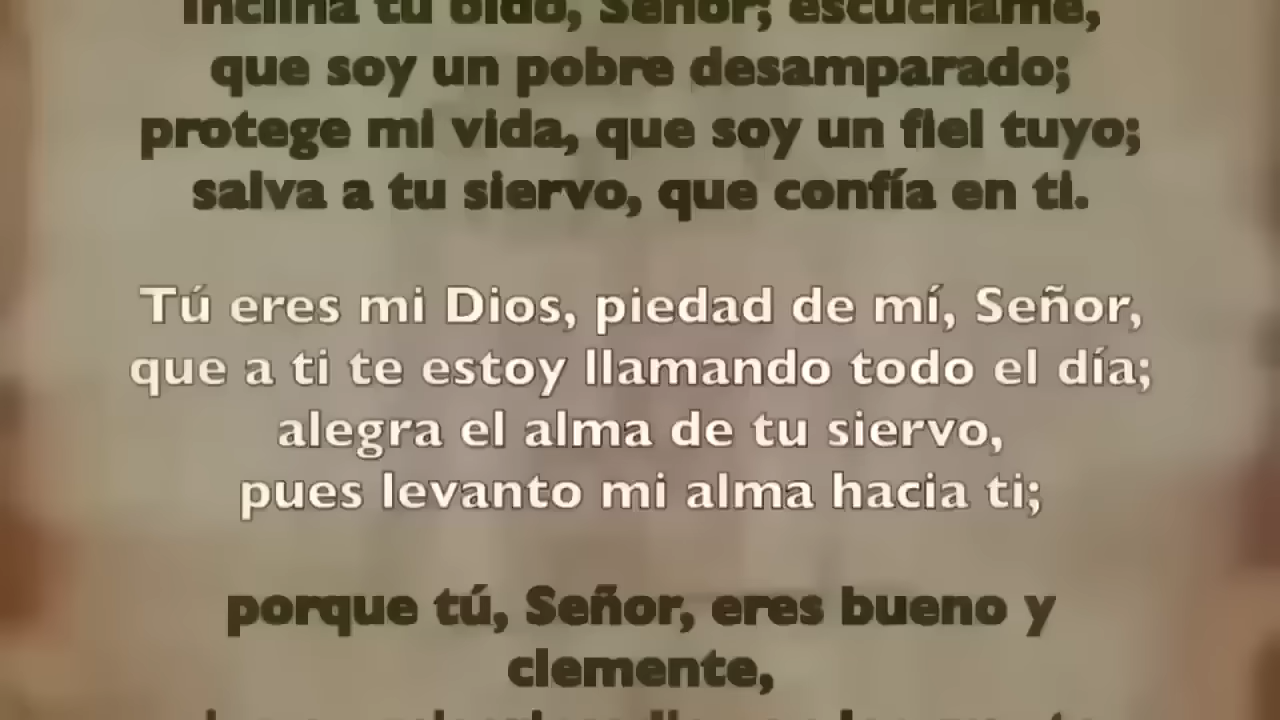 Inclina tu oído, Señor; escúchame,
que soy un pobre desamparado;
protege mi vida, que soy un fiel tuyo;
salva a tu siervo, que confía en ti.
Tú eres mi Dios, piedad de mí, Señor,
que a ti te estoy llamando todo el día;
alegra el alma de tu siervo,
pues levanto mi alma hacia ti;
porque tú, Señor, eres bueno y
clemente,